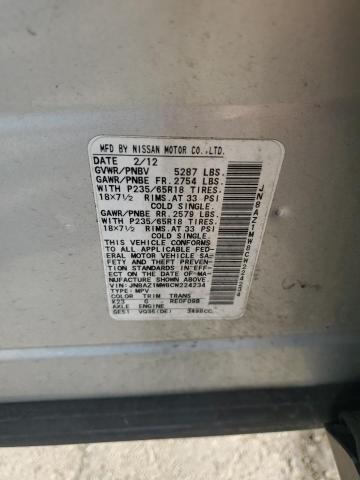 MFD BY NISSAN MOTOR CO.,LTD.
DATE 2/12
GVWR/PNBV 5287 LBS.
GAWR/PNBE FR. 2754 LBS.
WITH P235/65R18 TIRES.
18X7½ RIMS.AT 33 PSI
COLD SINGLE.
GAWR/PNBE RR. 2579 LBS.
WITH P235/65R18 TIRES.
18X7½ RIMS.AT 33 PSI
COLD SINGLE.
THIS VEHICLE CONFORMS
TO ALL APPLICABLE FED-
ERAL MOTOR VEHICLE SA-
FETY AND THEFT PREVEN-
TION STANDARDS IN EFF-
ECT ON THE DATE OF MA-
NUFACTURE SHOWN ABOVE.
VIN:JN8AZ1MW8CW224234
TYPE: MPV
COLOR TRIM TRANS
K23 G RE0F09B
AXLE ENGINE
GE51 VQ35(DE) 3498CC
JN8AZ1MW8CW224234